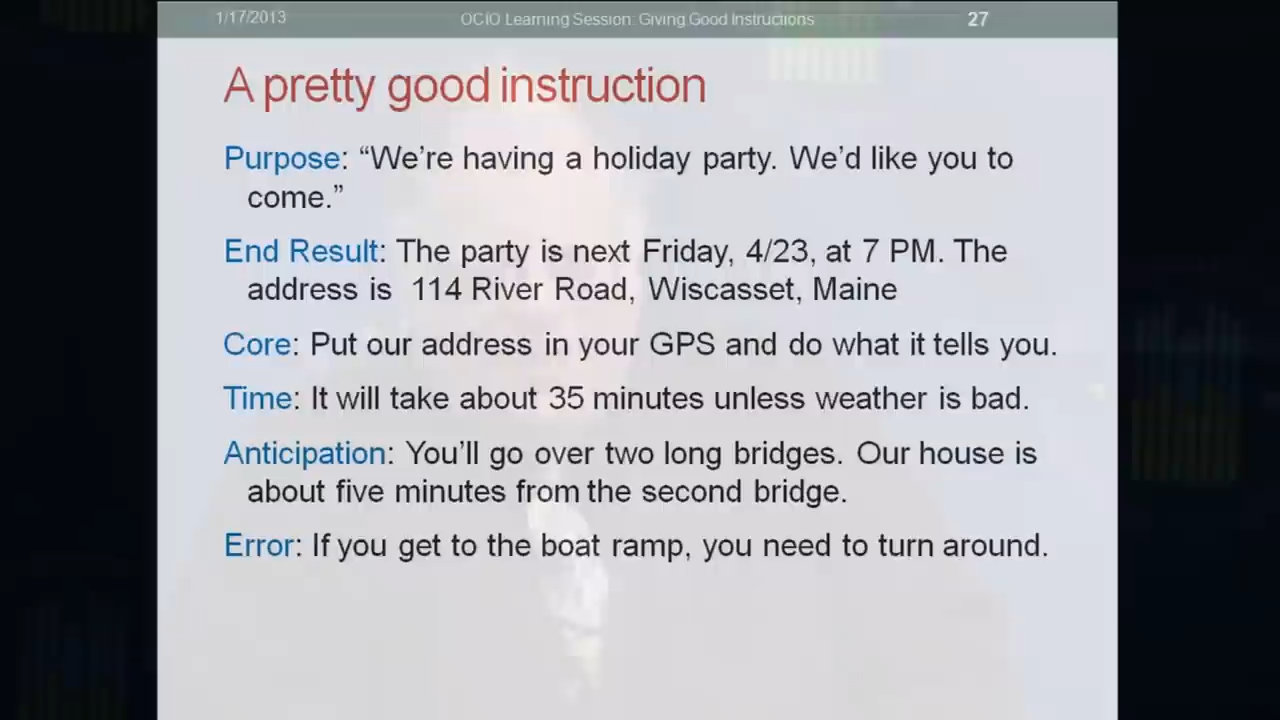 1/17/2013 OCIO Learning Session: Giving Good Instructions 27
A pretty good instruction
Purpose: “We’re having a holiday party. We’d like you to
come.”
End Result: The party is next Friday, 4/23, at 7 PM. The
address is 114 River Road, Wiscasset, Maine
Core: Put our address in your GPS and do what it tells you.
Time: It will take about 35 minutes unless weather is bad.
Anticipation: You’ll go over two long bridges. Our house is
about five minutes from the second bridge.
Error: If you get to the boat ramp, you need to turn around.